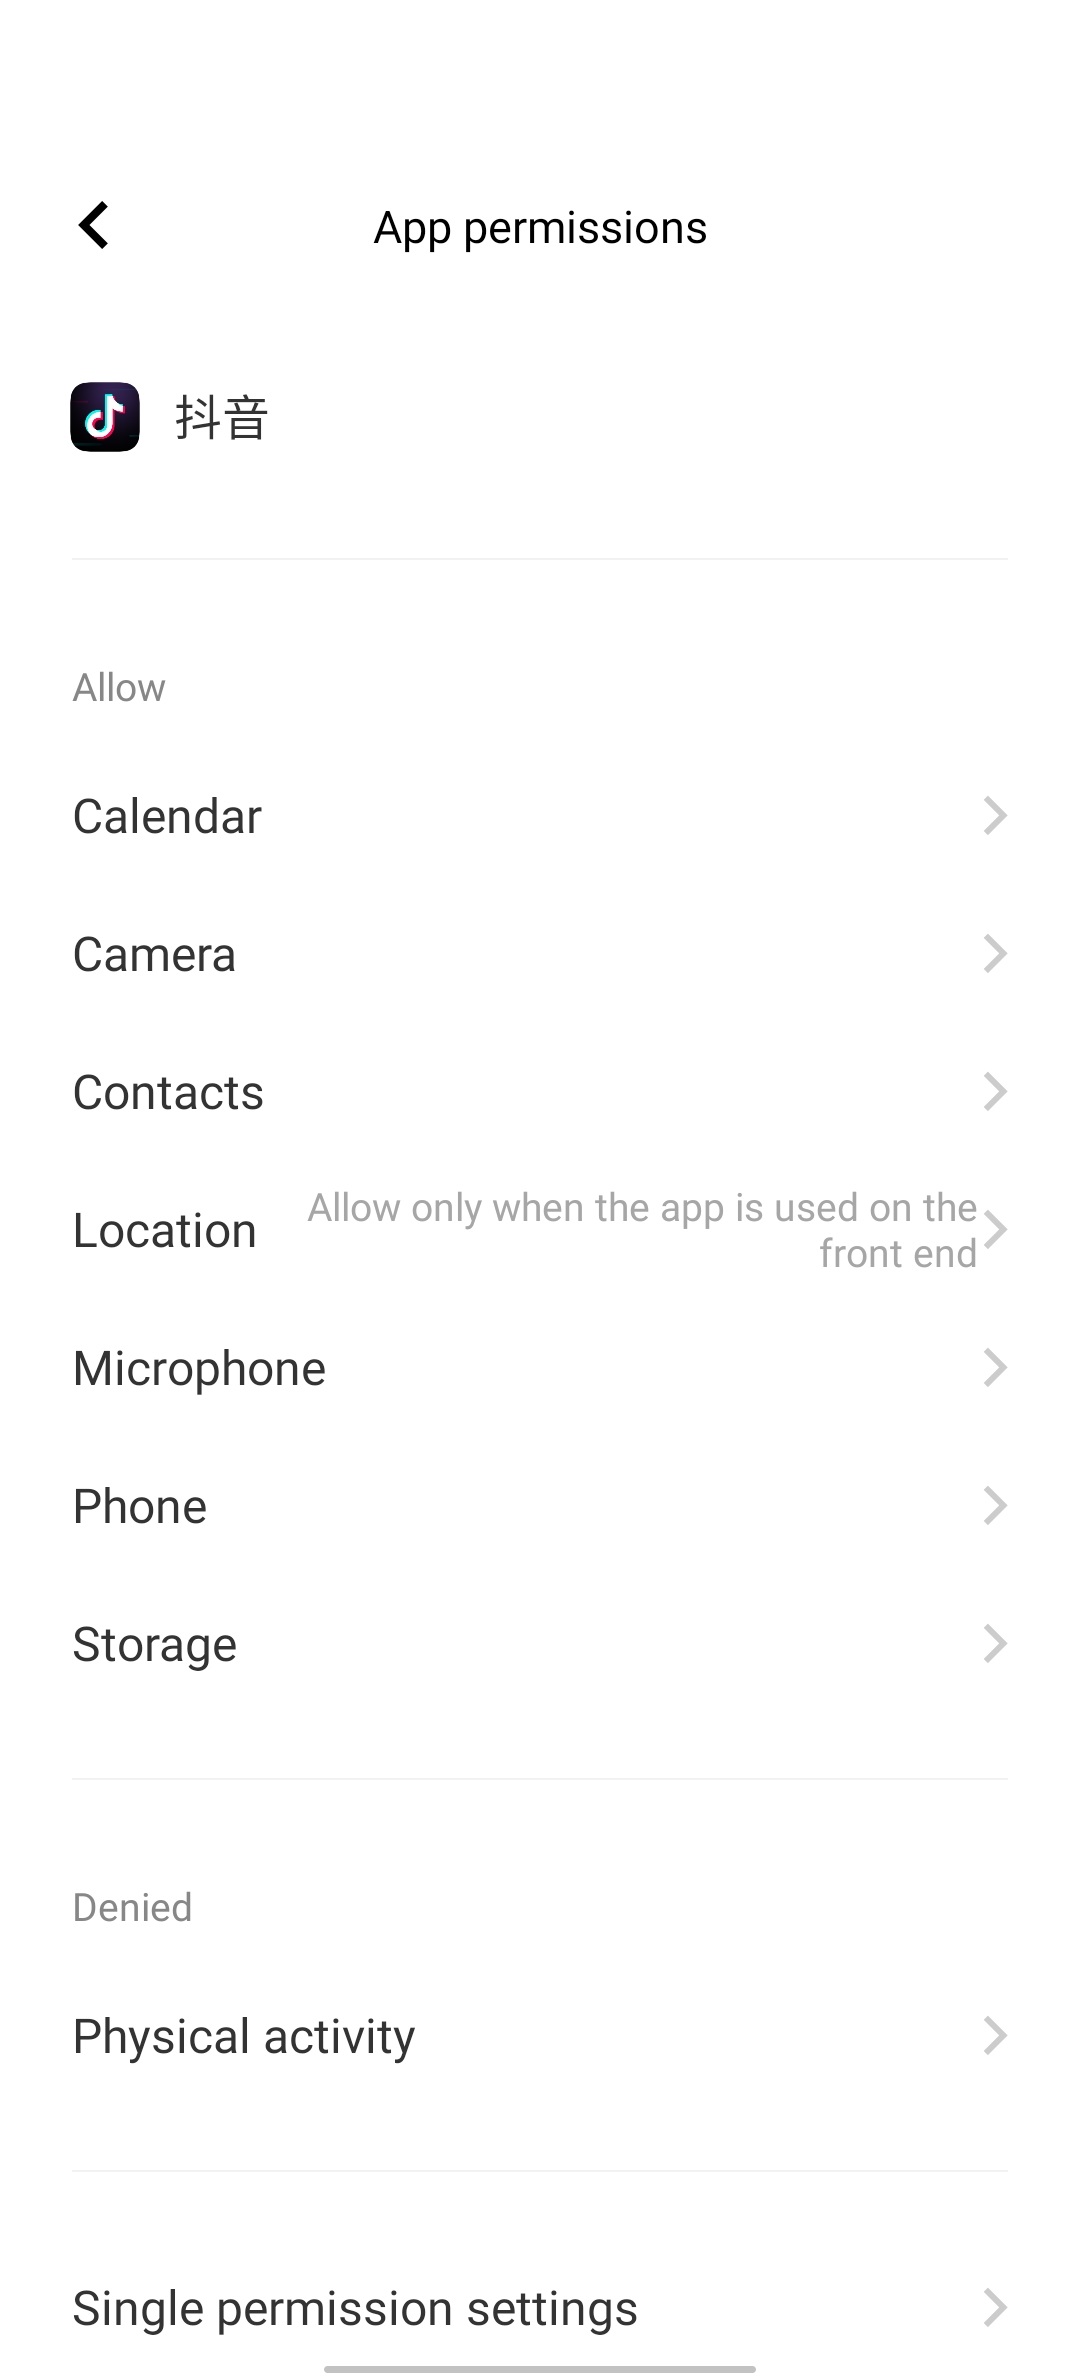 App permissions
抖音
Allow
Calendar
Camera
Contacts
Location
Allow only when the app is used on the
front end
Microphone
Phone
Storage
Denied
Physical activity
Single permission settings